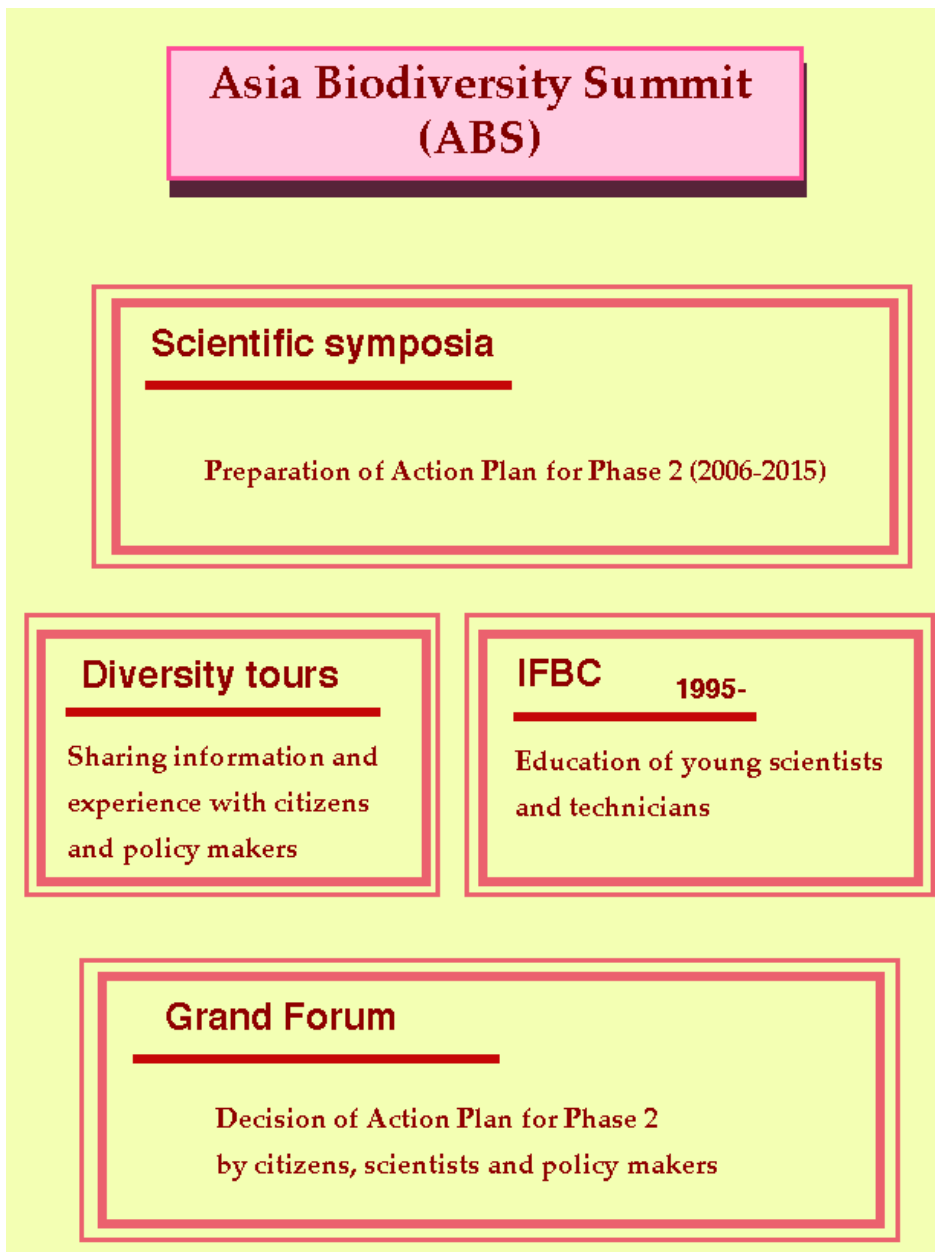 Asia Biodiversity Summit
(ABS)
Scientific symposia
Preparation of Action Plan for Phase 2 (2006-2015)
Diversity tours
Sharing information and
experience with citizens
and policy makers
IFBC 1995-
Education of young scientists
and technicians
Grand Forum
Decision of Action Plan for Phase 2
by citizens, scientists and policy makers